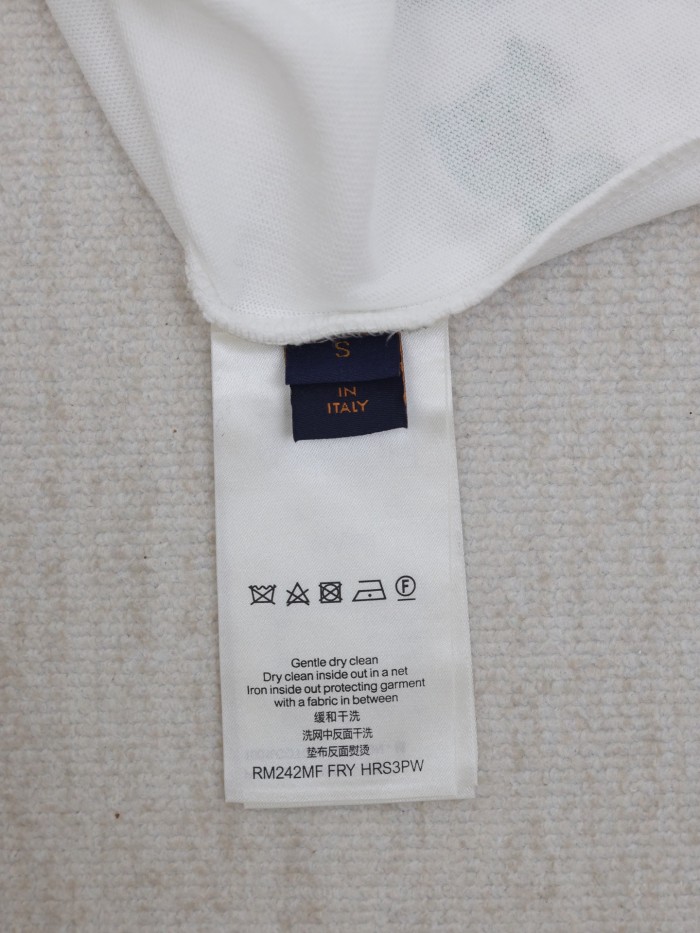 S
IN
ITALY
F
Gentle dry clean
Dry clean inside out in a net
Iron inside out protecting garment
with a fabric in between
缓和干洗
洗网中反面干洗
垫布反面熨烫
RM242MF FRY HRS3PW